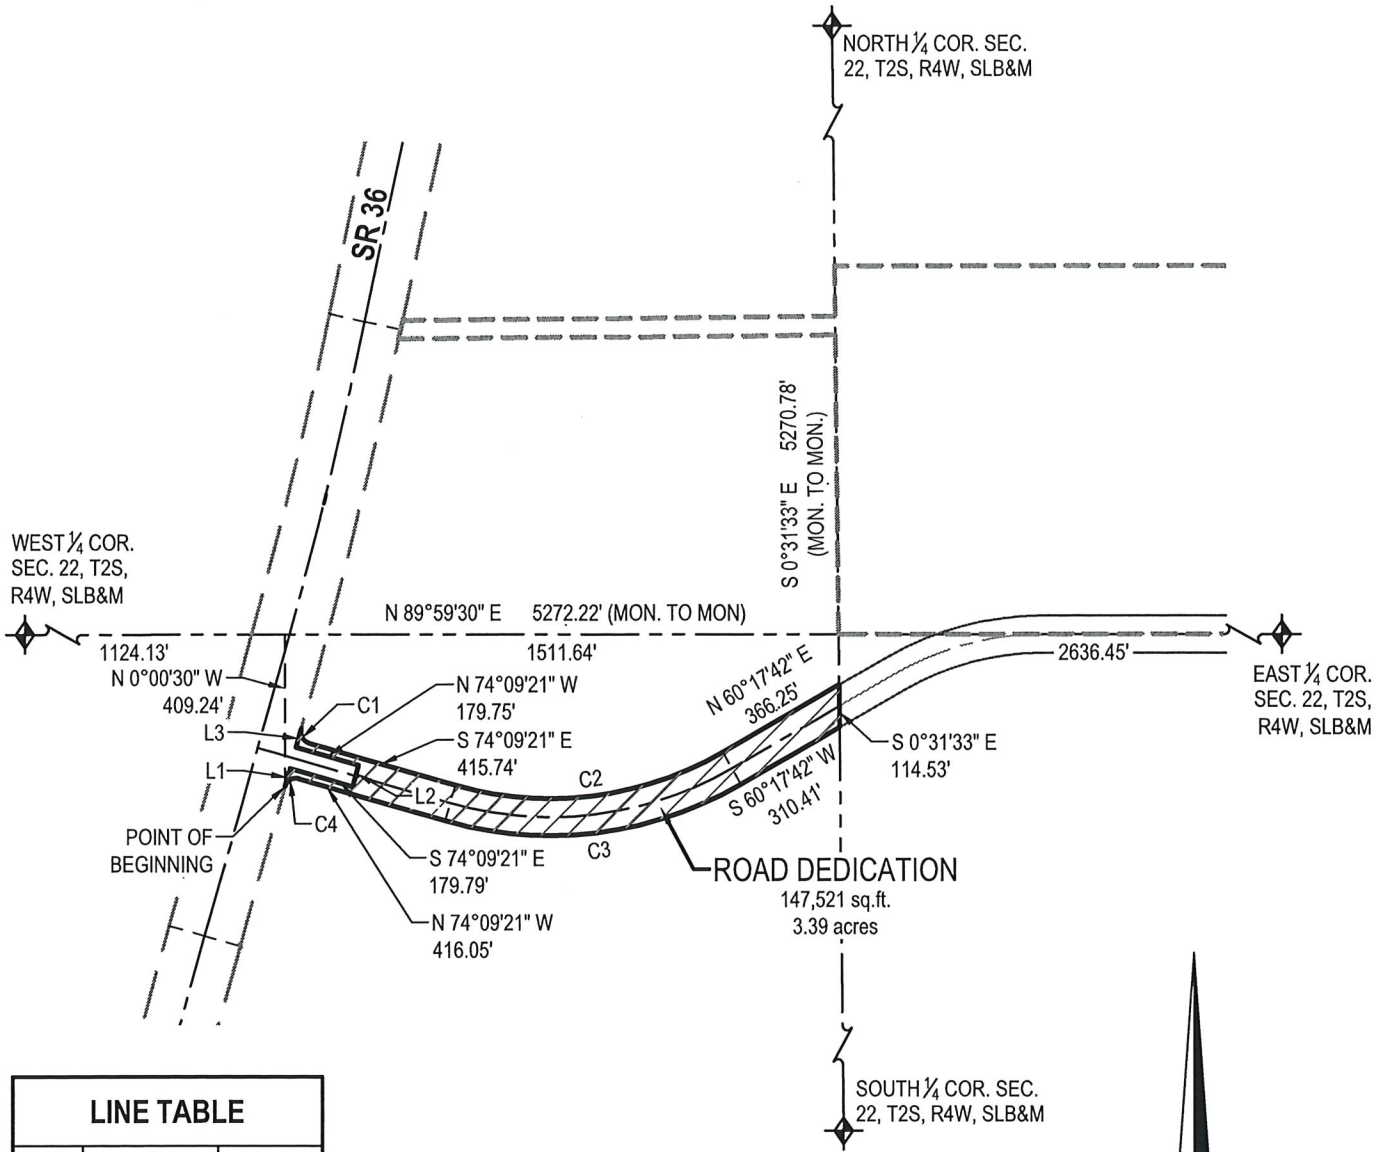 NORTH 1/4 COR. SEC.
22, T2S, R4W, SLB&M
SR 36
S 0°31'33" E 5270.78'
(MON. TO MON.)
WEST 1/4 COR.
SEC. 22, T2S,
R4W, SLB&M
N 89°59'30" E 5272.22' (MON. TO MON)
1124.13'
1511.64'
2636.45'
N 0°00'30" W
409.24'
EAST 1/4 COR.
SEC. 22, T2S,
R4W, SLB&M
N 74°09'21" W
179.75'
C1
L3
N 60°17'42" E
366.25'
S 74°09'21" E
415.74'
S 0°31'33" E
114.53'
L1
L2
C2
S 60°17'42" W
310.41'
C4
POINT OF
BEGINNING
C3
S 74°09'21" E
179.79'
ROAD DEDICATION
147,521 sq.ft.
3.39 acres
N 74°09'21" W
416.05'
SOUTH 1/4 COR. SEC.
22, T2S, R4W, SLB&M
LINE TABLE